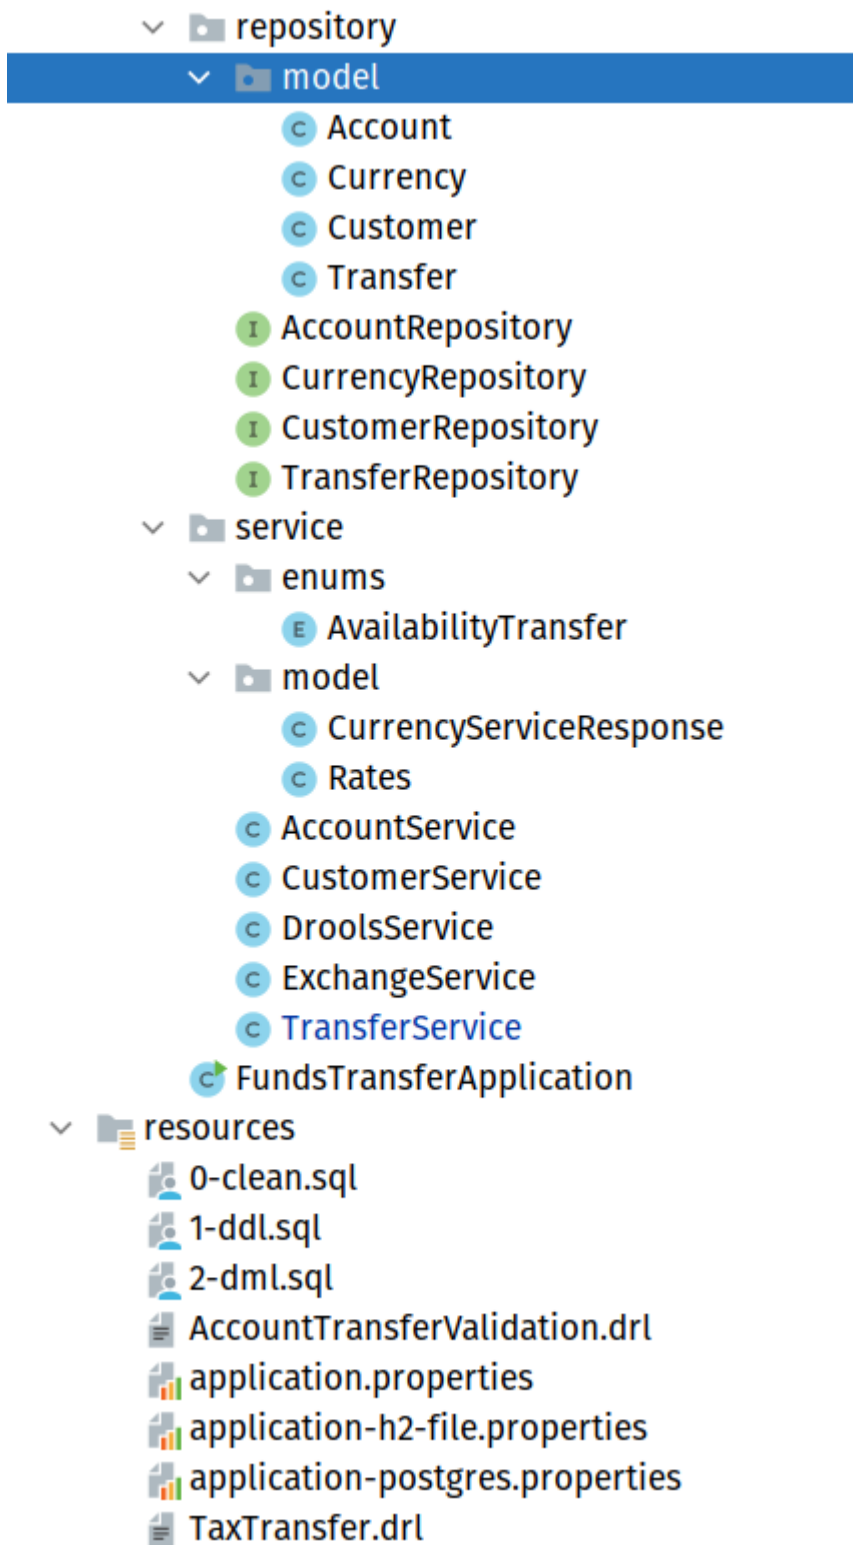 repository
model
C Account
C Currency
C Customer
C Transfer
I AccountRepository
I CurrencyRepository
I CustomerRepository
I TransferRepository
service
enums
E AvailabilityTransfer
model
C CurrencyServiceResponse
C Rates
C AccountService
C CustomerService
C DroolsService
C ExchangeService
C TransferService
C FundsTransferApplication
resources
0-clean.sql
1-ddl.sql
2-dml.sql
AccountTransferValidation.drl
application.properties
application-h2-file.properties
application-postgres.properties
TaxTransfer.drl